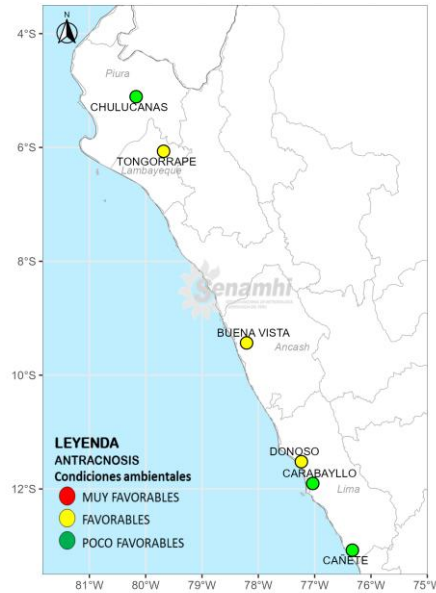 N
4°S
Piura
CHULUCANAS
6°S
TONGORRAPE
Lambayeque
8°S
Senamhi
BUENA VISTA
Ancash
10°S
LEYENDA
ANTRACNOSIS
Condiciones ambientales
MUY FAVORABLES
FAVORABLES
POCO FAVORABLES
DONOSO
CARABAYLLO
12°S
Lima
CAÑETE
81°W 80°W 79°W 78°W 77°W 76°W 75°W